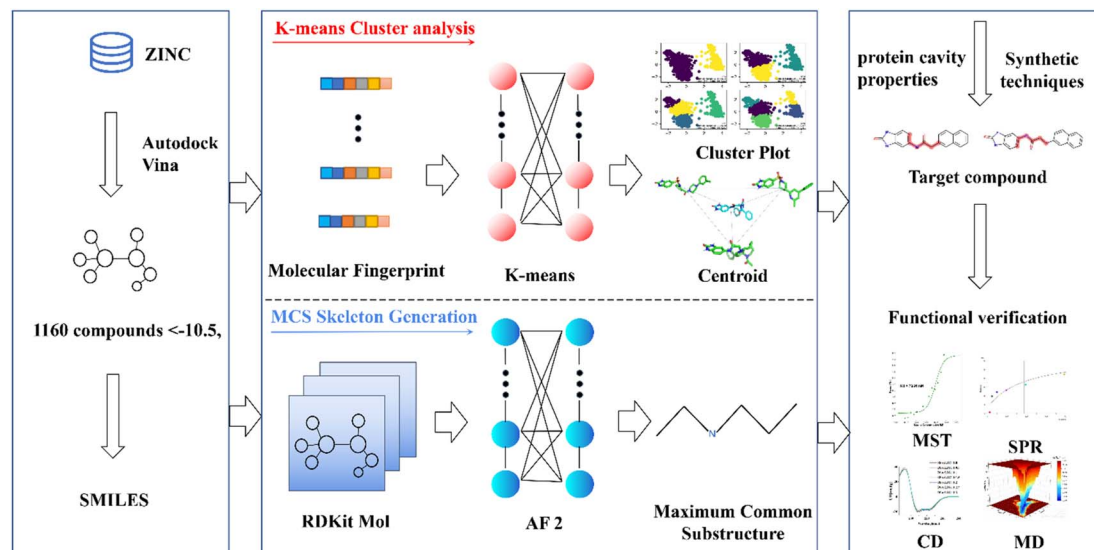 ZINC
Autodock
Vina
1160 compounds <-10.5,
SMILES
K-means Cluster analysis
Molecular Fingerprint
K-means
Cluster Plot
Centroid
MCS Skeleton Generation
RDKit Mol
AF 2
N
Maximum Common
Substructure
protein cavity
properties
Synthetic
techniques
Target compound
Functional verification
MST
SPR
CD
MD